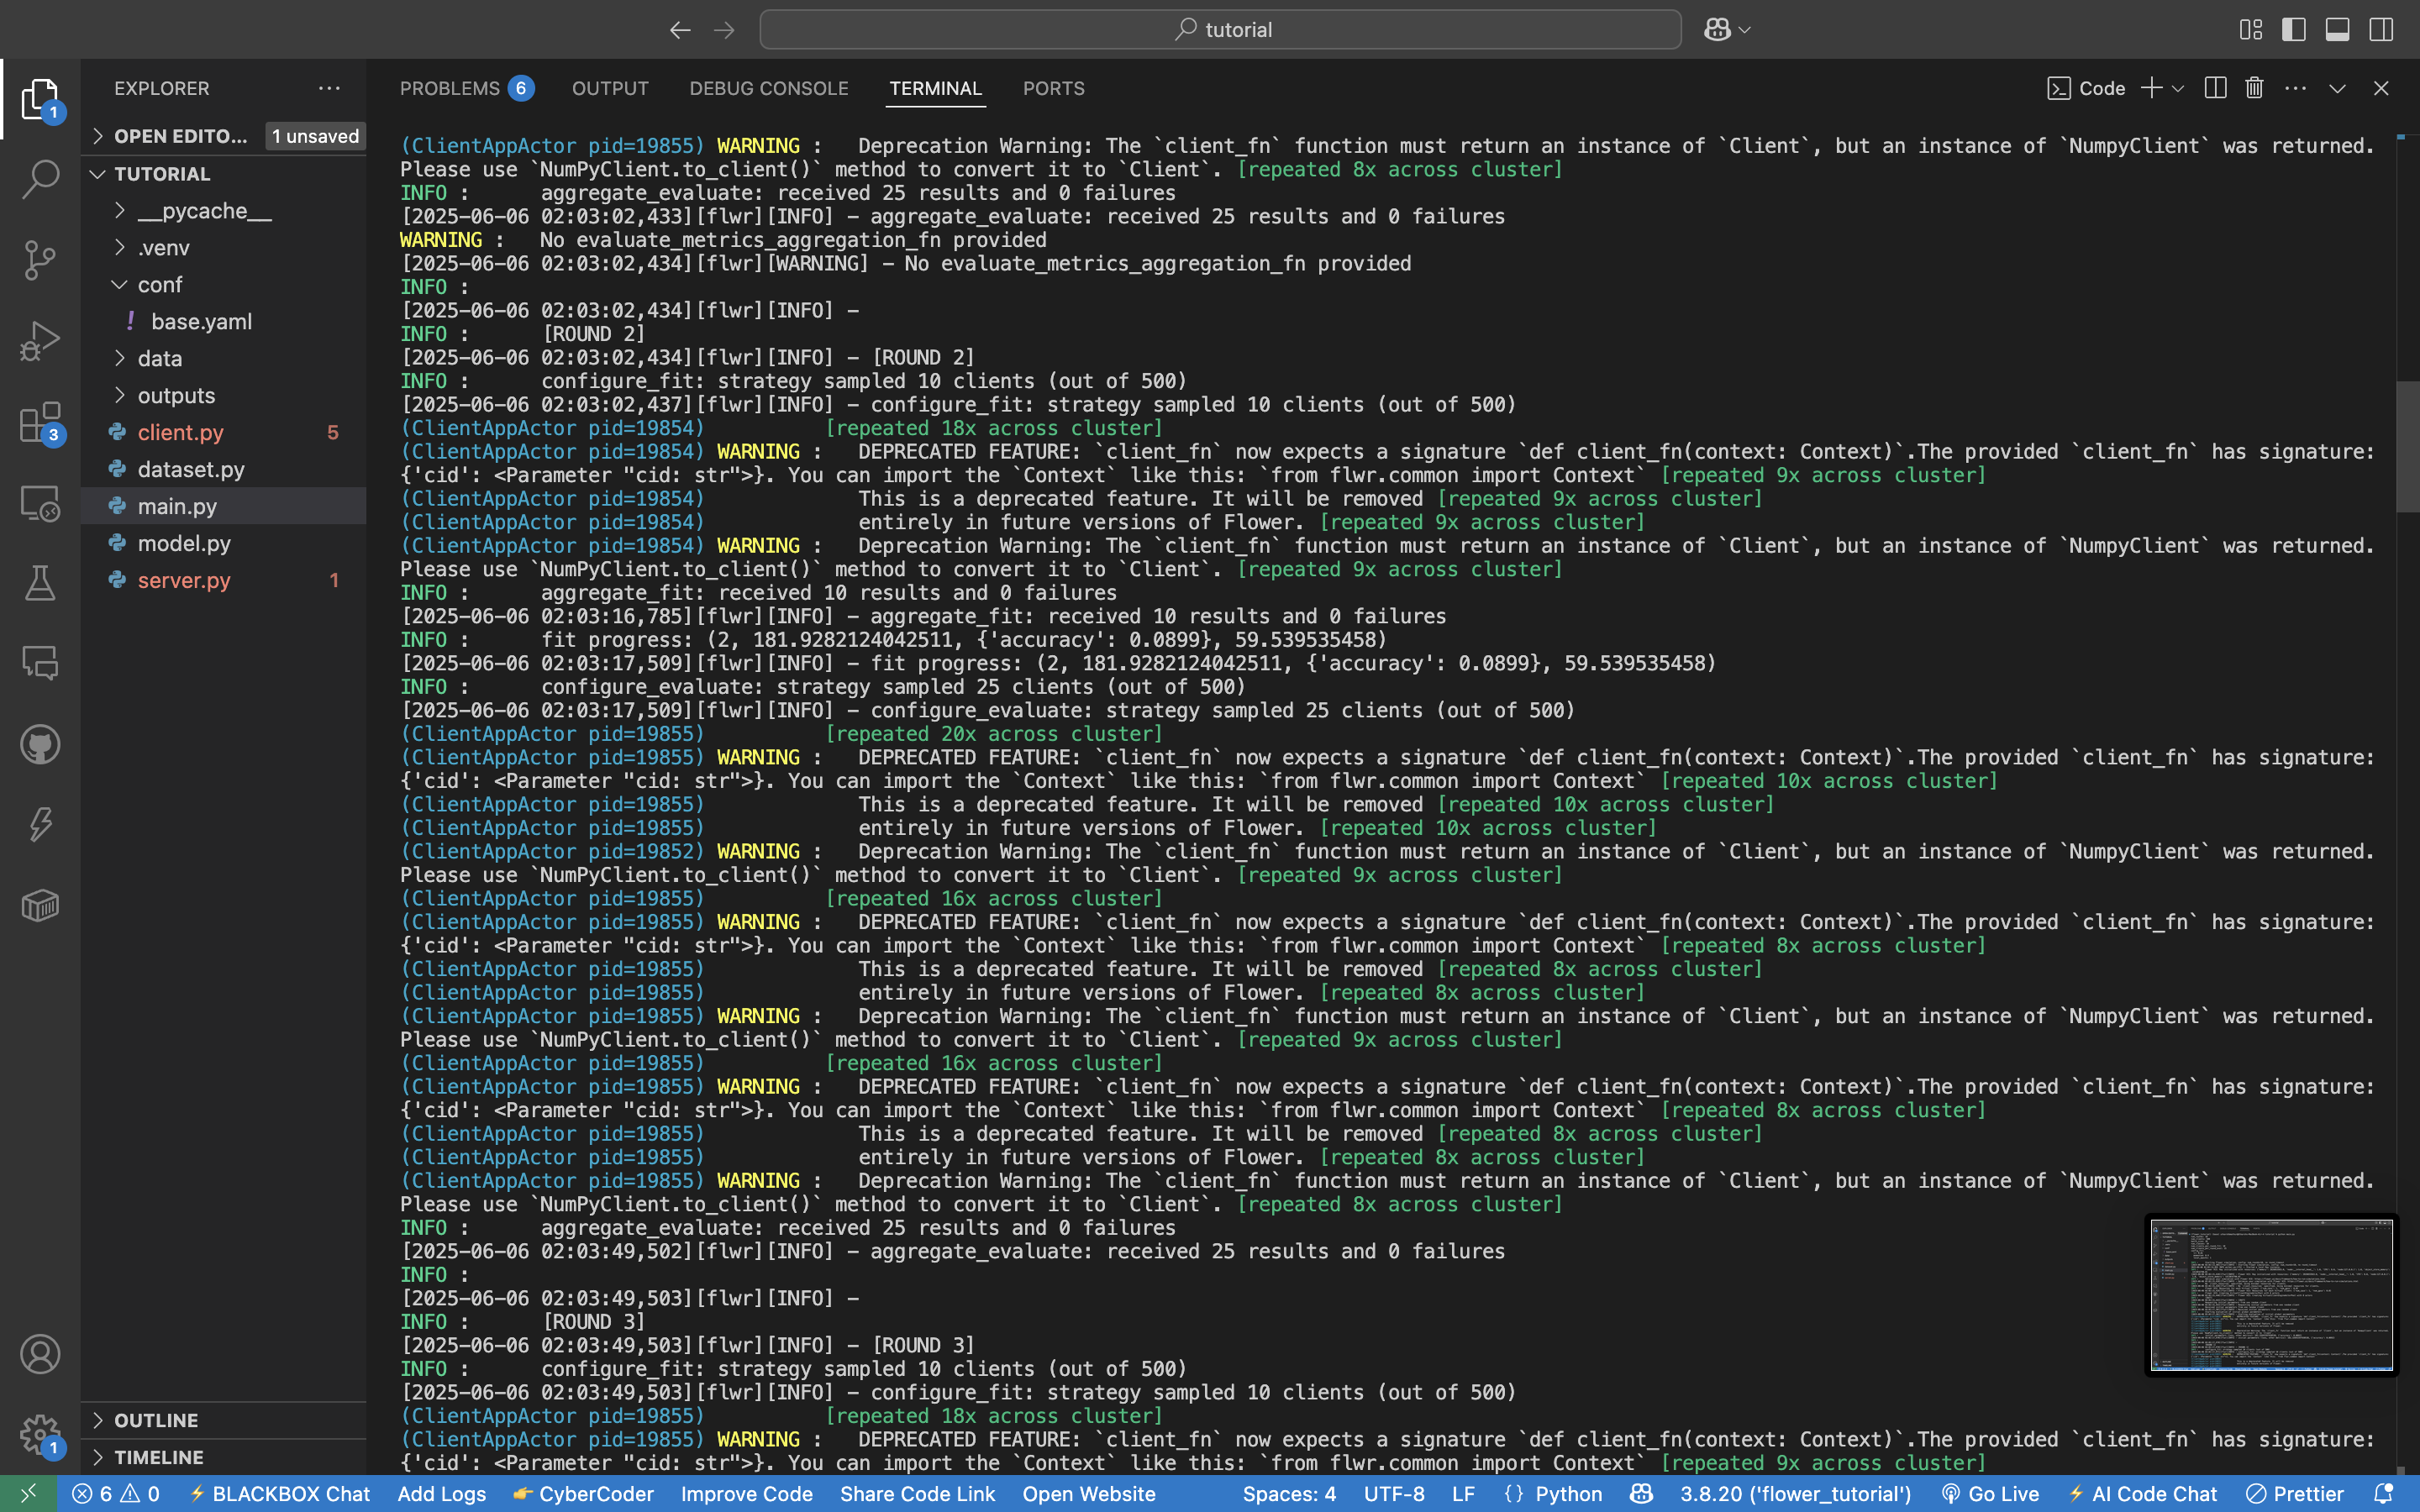 tutorial
EXPLORER
OPEN EDITO... 1 unsaved
TUTORIAL
__pycache__
.venv
conf
! base.yaml
data
outputs
client.py 5
dataset.py
main.py
model.py
server.py 1
OUTLINE
TIMELINE
1
3
1
PROBLEMS 6 OUTPUT DEBUG CONSOLE TERMINAL PORTS
Code
(ClientAppActor pid=19855) WARNING : Deprecation Warning: The `client_fn` function must return an instance of `Client`, but an instance of `NumpyClient` was returned.
Please use `NumPyClient.to_client()` method to convert it to `Client`. [repeated 8x across cluster]
INFO : aggregate_evaluate: received 25 results and 0 failures
[2025-06-06 02:03:02,433][flwr][INFO] - aggregate_evaluate: received 25 results and 0 failures
WARNING : No evaluate_metrics_aggregation_fn provided
[2025-06-06 02:03:02,434][flwr][WARNING] - No evaluate_metrics_aggregation_fn provided
INFO :
[2025-06-06 02:03:02,434][flwr][INFO] -
INFO : [ROUND 2]
[2025-06-06 02:03:02,434][flwr][INFO] - [ROUND 2]
INFO : configure_fit: strategy sampled 10 clients (out of 500)
[2025-06-06 02:03:02,437][flwr][INFO] - configure_fit: strategy sampled 10 clients (out of 500)
(ClientAppActor pid=19854) [repeated 18x across cluster]
(ClientAppActor pid=19854) WARNING : DEPRECATED FEATURE: `client_fn` now expects a signature `def client_fn(context: Context)`.The provided `client_fn` has signature:
{'cid': <Parameter "cid: str">}. You can import the `Context` like this: `from flwr.common import Context` [repeated 9x across cluster]
(ClientAppActor pid=19854) This is a deprecated feature. It will be removed [repeated 9x across cluster]
(ClientAppActor pid=19854) entirely in future versions of Flower. [repeated 9x across cluster]
(ClientAppActor pid=19854) WARNING : Deprecation Warning: The `client_fn` function must return an instance of `Client`, but an instance of `NumpyClient` was returned.
Please use `NumPyClient.to_client()` method to convert it to `Client`. [repeated 9x across cluster]
INFO : aggregate_fit: received 10 results and 0 failures
[2025-06-06 02:03:16,785][flwr][INFO] - aggregate_fit: received 10 results and 0 failures
INFO : fit progress: (2, 181.9282124042511, {'accuracy': 0.0899}, 59.539535458)
[2025-06-06 02:03:17,509][flwr][INFO] - fit progress: (2, 181.9282124042511, {'accuracy': 0.0899}, 59.539535458)
INFO : configure_evaluate: strategy sampled 25 clients (out of 500)
[2025-06-06 02:03:17,509][flwr][INFO] - configure_evaluate: strategy sampled 25 clients (out of 500)
(ClientAppActor pid=19855) [repeated 20x across cluster]
(ClientAppActor pid=19855) WARNING : DEPRECATED FEATURE: `client_fn` now expects a signature `def client_fn(context: Context)`.The provided `client_fn` has signature:
{'cid': <Parameter "cid: str">}. You can import the `Context` like this: `from flwr.common import Context` [repeated 10x across cluster]
(ClientAppActor pid=19855) This is a deprecated feature. It will be removed [repeated 10x across cluster]
(ClientAppActor pid=19855) entirely in future versions of Flower. [repeated 10x across cluster]
(ClientAppActor pid=19852) WARNING : Deprecation Warning: The `client_fn` function must return an instance of `Client`, but an instance of `NumpyClient` was returned.
Please use `NumPyClient.to_client()` method to convert it to `Client`. [repeated 9x across cluster]
(ClientAppActor pid=19855) [repeated 16x across cluster]
(ClientAppActor pid=19855) WARNING : DEPRECATED FEATURE: `client_fn` now expects a signature `def client_fn(context: Context)`.The provided `client_fn` has signature:
{'cid': <Parameter "cid: str">}. You can import the `Context` like this: `from flwr.common import Context` [repeated 8x across cluster]
(ClientAppActor pid=19855) This is a deprecated feature. It will be removed [repeated 8x across cluster]
(ClientAppActor pid=19855) entirely in future versions of Flower. [repeated 8x across cluster]
(ClientAppActor pid=19855) WARNING : Deprecation Warning: The `client_fn` function must return an instance of `Client`, but an instance of `NumpyClient` was returned.
Please use `NumPyClient.to_client()` method to convert it to `Client`. [repeated 9x across cluster]
(ClientAppActor pid=19855) [repeated 16x across cluster]
(ClientAppActor pid=19855) WARNING : DEPRECATED FEATURE: `client_fn` now expects a signature `def client_fn(context: Context)`.The provided `client_fn` has signature:
{'cid': <Parameter "cid: str">}. You can import the `Context` like this: `from flwr.common import Context` [repeated 8x across cluster]
(ClientAppActor pid=19855) This is a deprecated feature. It will be removed [repeated 8x across cluster]
(ClientAppActor pid=19855) entirely in future versions of Flower. [repeated 8x across cluster]
(ClientAppActor pid=19855) WARNING : Deprecation Warning: The `client_fn` function must return an instance of `Client`, but an instance of `NumpyClient` was returned.
Please use `NumPyClient.to_client()` method to convert it to `Client`. [repeated 8x across cluster]
INFO : aggregate_evaluate: received 25 results and 0 failures
[2025-06-06 02:03:49,502][flwr][INFO] - aggregate_evaluate: received 25 results and 0 failures
INFO :
[2025-06-06 02:03:49,503][flwr][INFO] -
INFO : [ROUND 3]
[2025-06-06 02:03:49,503][flwr][INFO] - [ROUND 3]
INFO : configure_fit: strategy sampled 10 clients (out of 500)
[2025-06-06 02:03:49,503][flwr][INFO] - configure_fit: strategy sampled 10 clients (out of 500)
(ClientAppActor pid=19855) [repeated 18x across cluster]
(ClientAppActor pid=19855) WARNING : DEPRECATED FEATURE: `client_fn` now expects a signature `def client_fn(context: Context)`.The provided `client_fn` has signature:
{'cid': <Parameter "cid: str">}. You can import the `Context` like this: `from flwr.common import Context` [repeated 9x across cluster]
6 0 BLACKBOX Chat Add Logs CyberCoder Improve Code Share Code Link Open Website Spaces: 4 UTF-8 LF {} Python 3.8.20 ('flower_tutorial') Go Live AI Code Chat Prettier